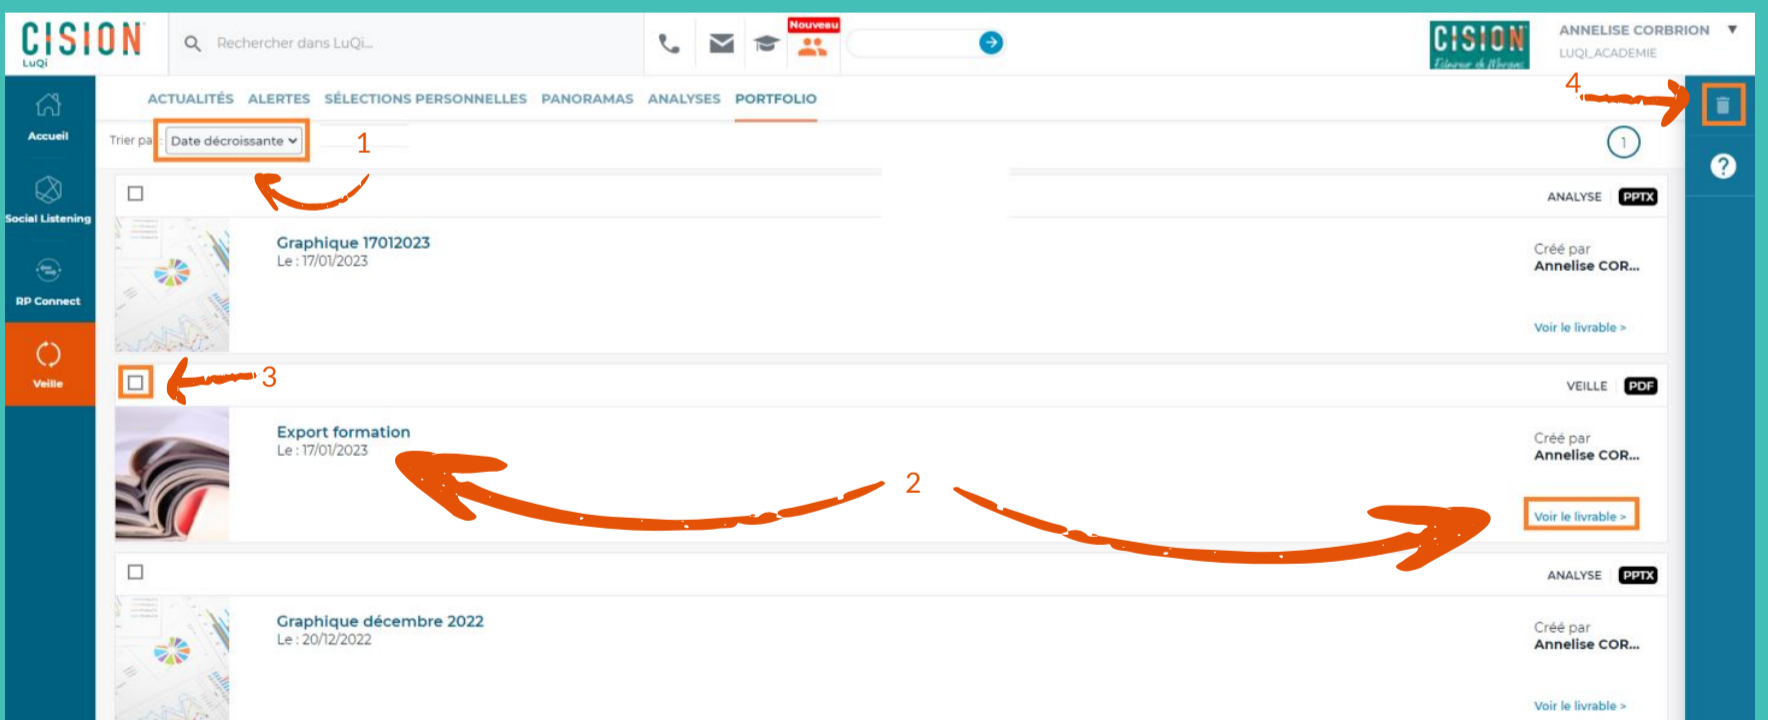 CISION
LuQi
Rechercher dans LuQi...
Nouveau
CISION
Éclaireur de Marques
ANNELISE CORBRION
LUQI_ACADEMIE
4
Accueil
Social Listening
RP Connect
Veille
ACTUALITÉS ALERTES SÉLECTIONS PERSONNELLES PANORAMAS ANALYSES PORTFOLIO
Trier par : Date décroissante
1
1
?
ANALYSE PPTX
Graphique 17012023
Le : 17/01/2023
Créé par
Annelise COR...
Voir le livrable >
3
VEILLE PDF
Export formation
Le : 17/01/2023
Créé par
Annelise COR...
2
Voir le livrable >
ANALYSE PPTX
Graphique décembre 2022
Le : 20/12/2022
Créé par
Annelise COR...
Voir le livrable >